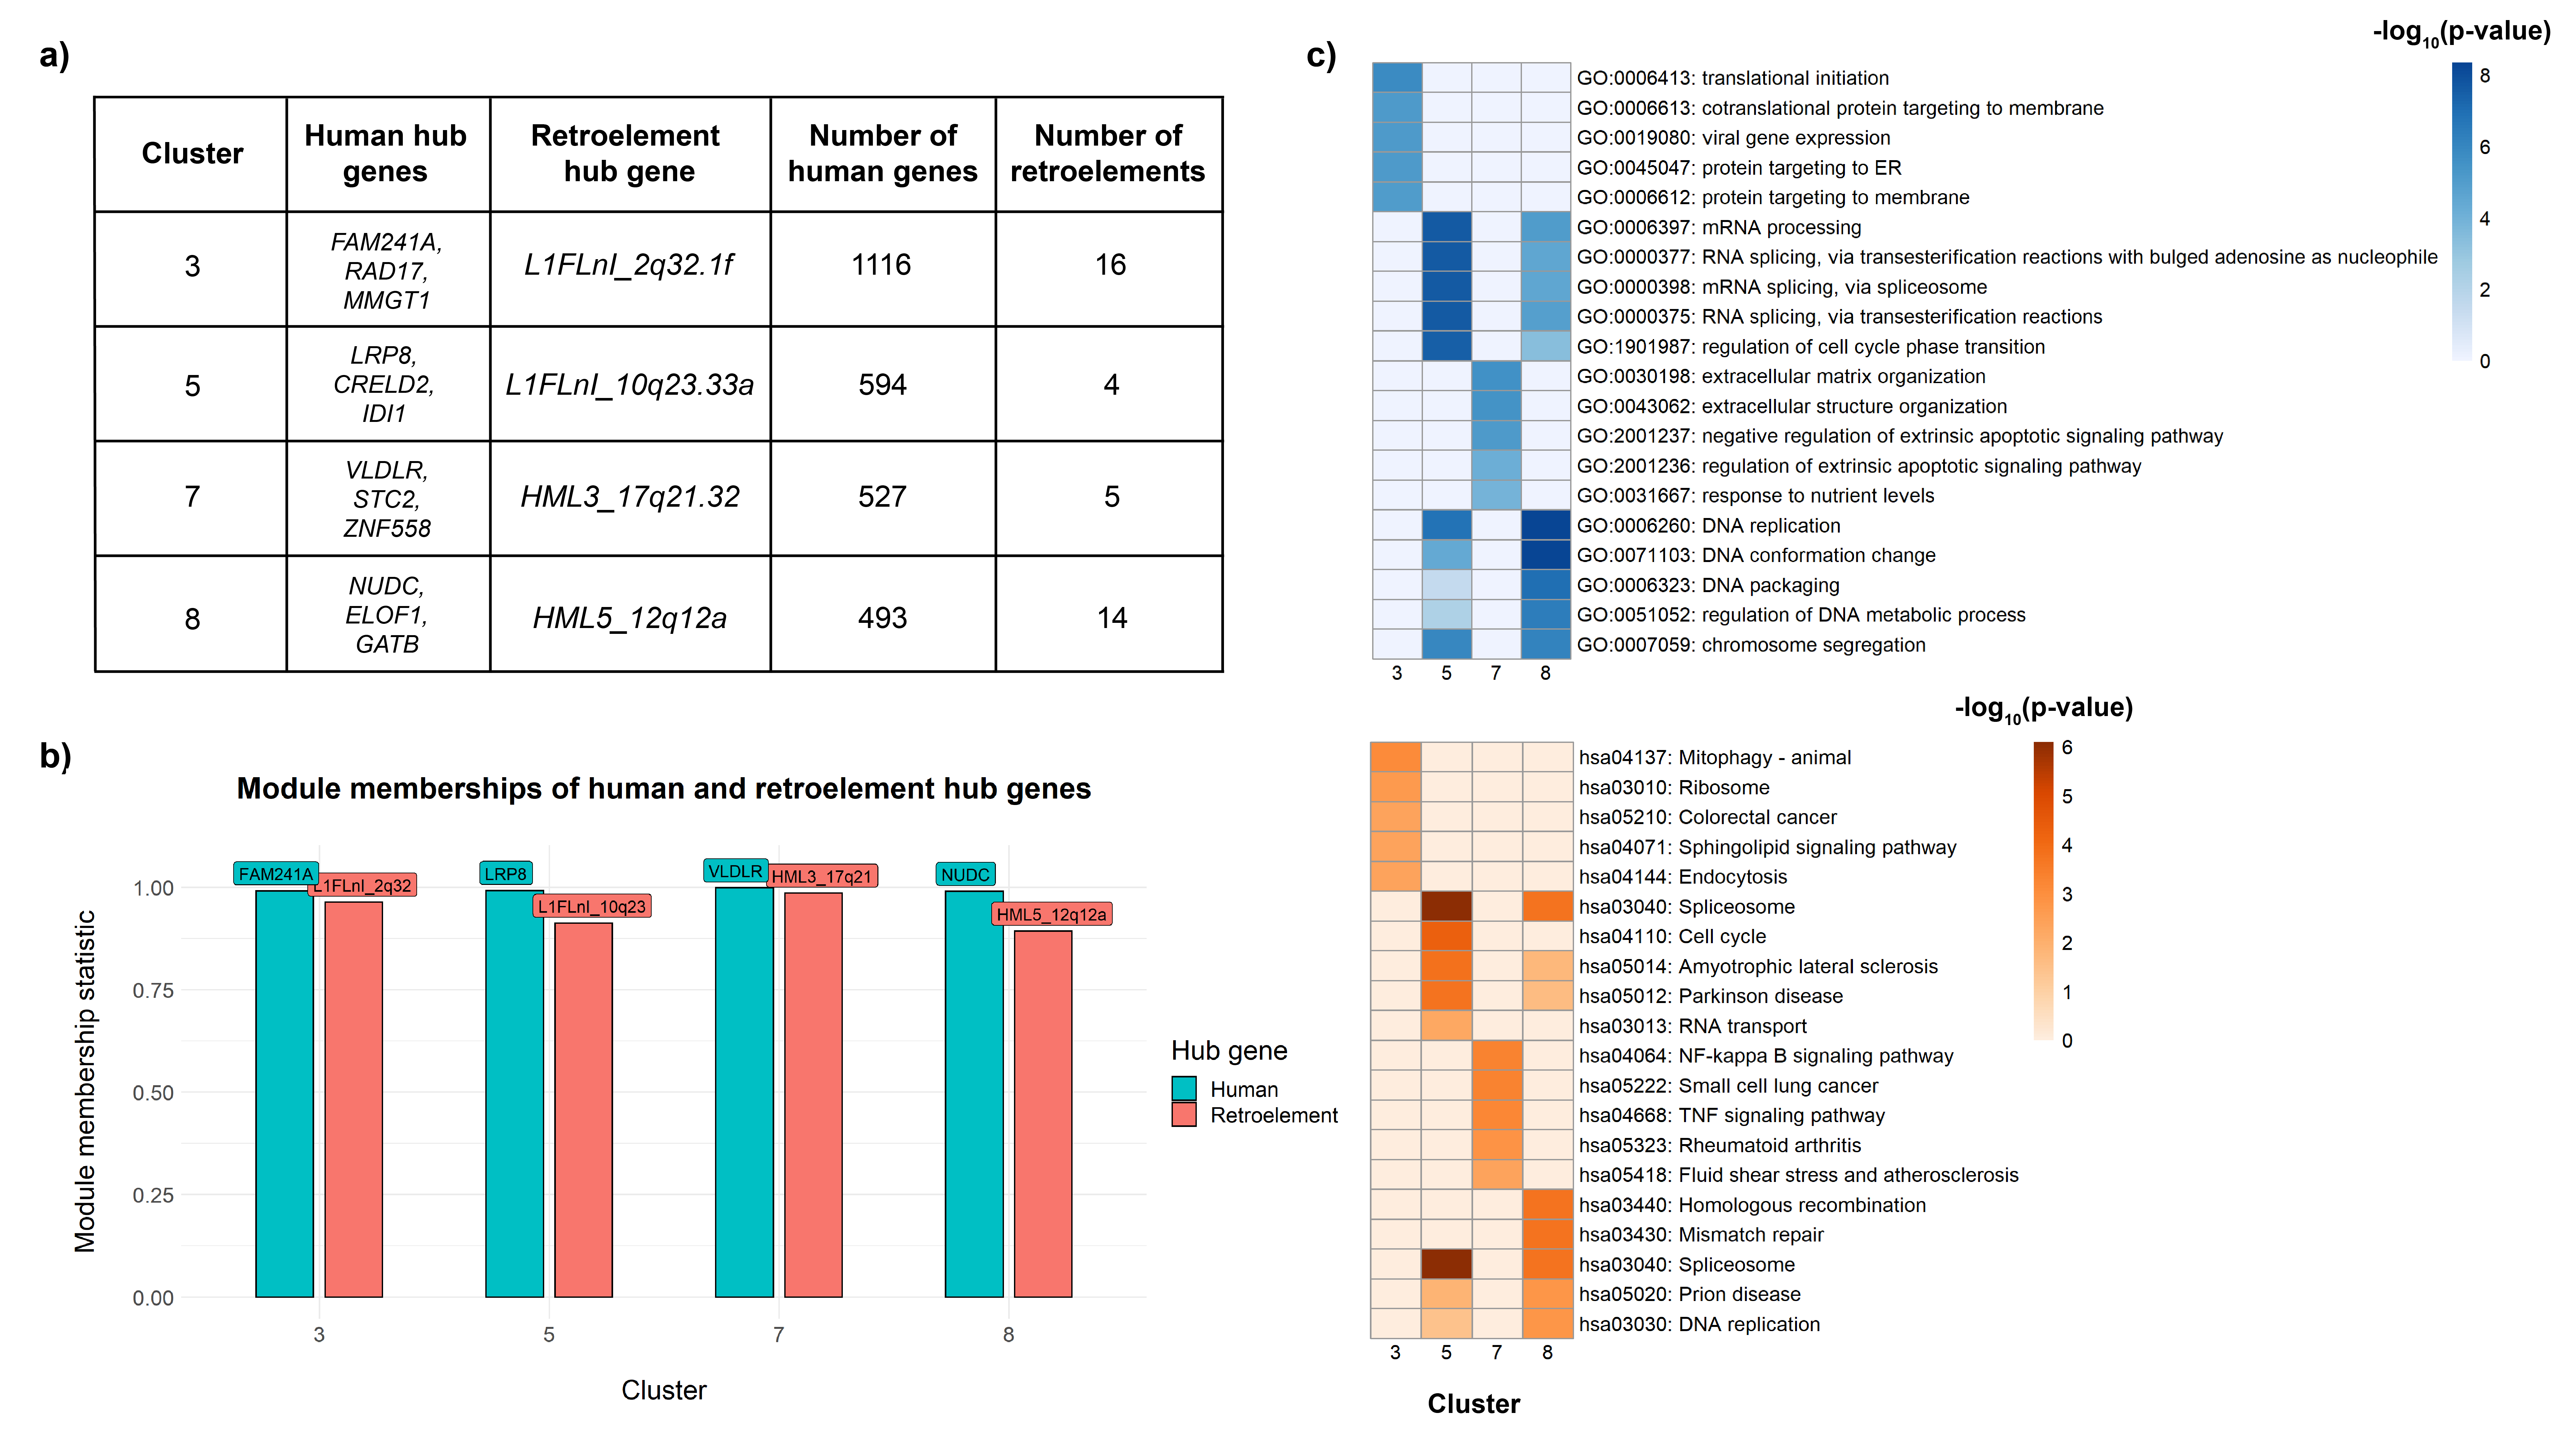 a)
Cluster
Human hub
genes
Retroelement
hub gene
Number of
human genes
Number of
retroelements
3
FAM241A,
RAD17,
MMGT1
L1FLnI_2q32.1f
1116
16
5
LRP8,
CRELD2,
IDI1
L1FLnI_10q23.33a
594
4
7
VLDLR,
STC2,
ZNF558
HML3_17q21.32
527
5
8
NUDC,
ELOF1,
GATB
HML5_12q12a
493
14
b)
Module memberships of human and retroelement hub genes
Module membership statistic
1.00
0.75
0.50
0.25
0.00
FAM241A
L1FLnI_2q32
LRP8
L1FLnI_10q23
VLDLR
HML3_17q21
NUDC
HML5_12q12a
3
5
7
8
Cluster
Hub gene
Human
Retroelement
c)
-log10(p-value)
8
6
4
2
0
GO:0006413: translational initiation
GO:0006613: cotranslational protein targeting to membrane
GO:0019080: viral gene expression
GO:0045047: protein targeting to ER
GO:0006612: protein targeting to membrane
GO:0006397: mRNA processing
GO:0000377: RNA splicing, via transesterification reactions with bulged adenosine as nucleophile
GO:0000398: mRNA splicing, via spliceosome
GO:0000375: RNA splicing, via transesterification reactions
GO:1901987: regulation of cell cycle phase transition
GO:0030198: extracellular matrix organization
GO:0043062: extracellular structure organization
GO:2001237: negative regulation of extrinsic apoptotic signaling pathway
GO:2001236: regulation of extrinsic apoptotic signaling pathway
GO:0031667: response to nutrient levels
GO:0006260: DNA replication
GO:0071103: DNA conformation change
GO:0006323: DNA packaging
GO:0051052: regulation of DNA metabolic process
GO:0007059: chromosome segregation
3
5
7
8
-log10(p-value)
6
5
4
3
2
1
0
hsa04137: Mitophagy - animal
hsa03010: Ribosome
hsa05210: Colorectal cancer
hsa04071: Sphingolipid signaling pathway
hsa04144: Endocytosis
hsa03040: Spliceosome
hsa04110: Cell cycle
hsa05014: Amyotrophic lateral sclerosis
hsa05012: Parkinson disease
hsa03013: RNA transport
hsa04064: NF-kappa B signaling pathway
hsa05222: Small cell lung cancer
hsa04668: TNF signaling pathway
hsa05323: Rheumatoid arthritis
hsa05418: Fluid shear stress and atherosclerosis
hsa03440: Homologous recombination
hsa03430: Mismatch repair
hsa03040: Spliceosome
hsa05020: Prion disease
hsa03030: DNA replication
3
5
7
8
Cluster